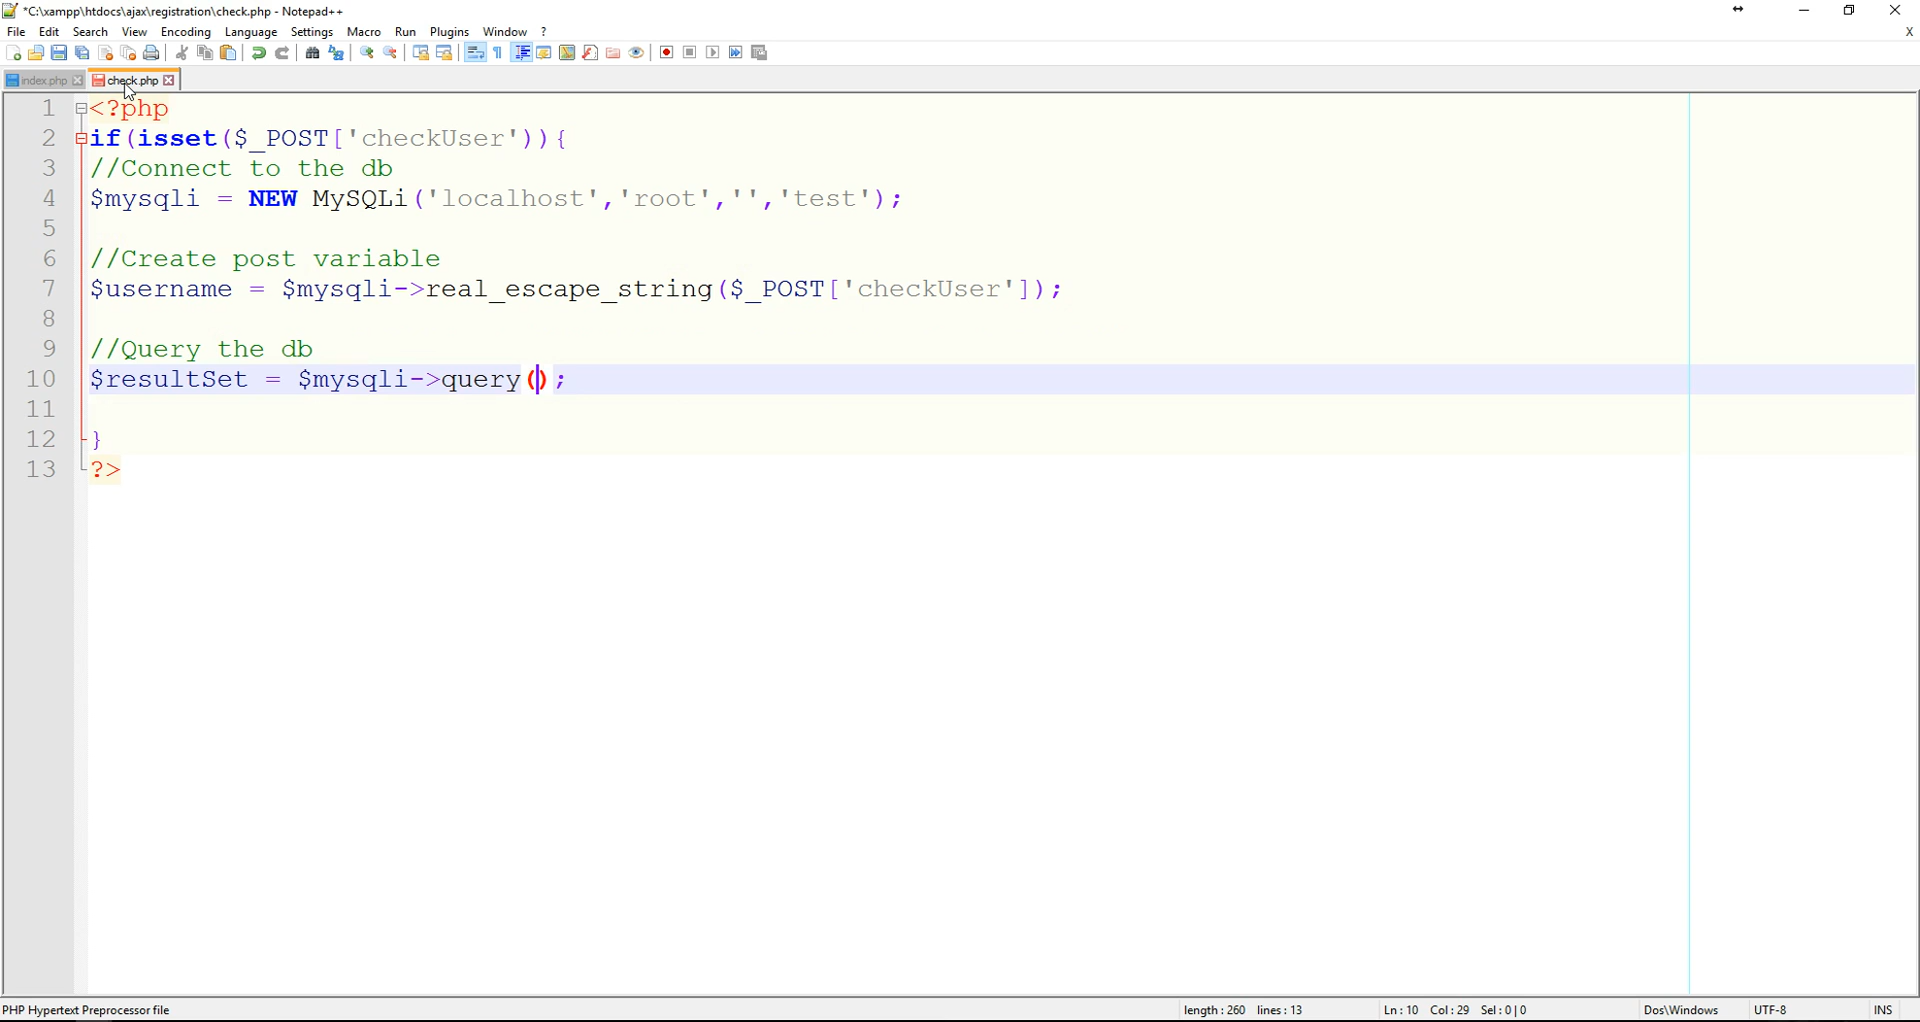 *C:\xampp\htdocs\ajax\registration\check.php - Notepad++
File Edit Search View Encoding Language Settings Macro Run Plugins Window ? X
index.php check.php
1 <?php
2 if(isset($_POST['checkUser')){
3 //Connect to the db
4 $mysqli = NEW MySQLi('localhost','root','','test');
5
6 //Create post variable
7 $username = $mysqli->real_escape_string($_POST['checkUser']);
8
9 //Query the db
10 $resultSet = $mysqli->query();
11
12 }
13 ?>
PHP Hypertext Preprocessor file length : 260 lines : 13 Ln : 10 Col : 29 Sel : 0 | 0 Dos\Windows UTF-8 INS